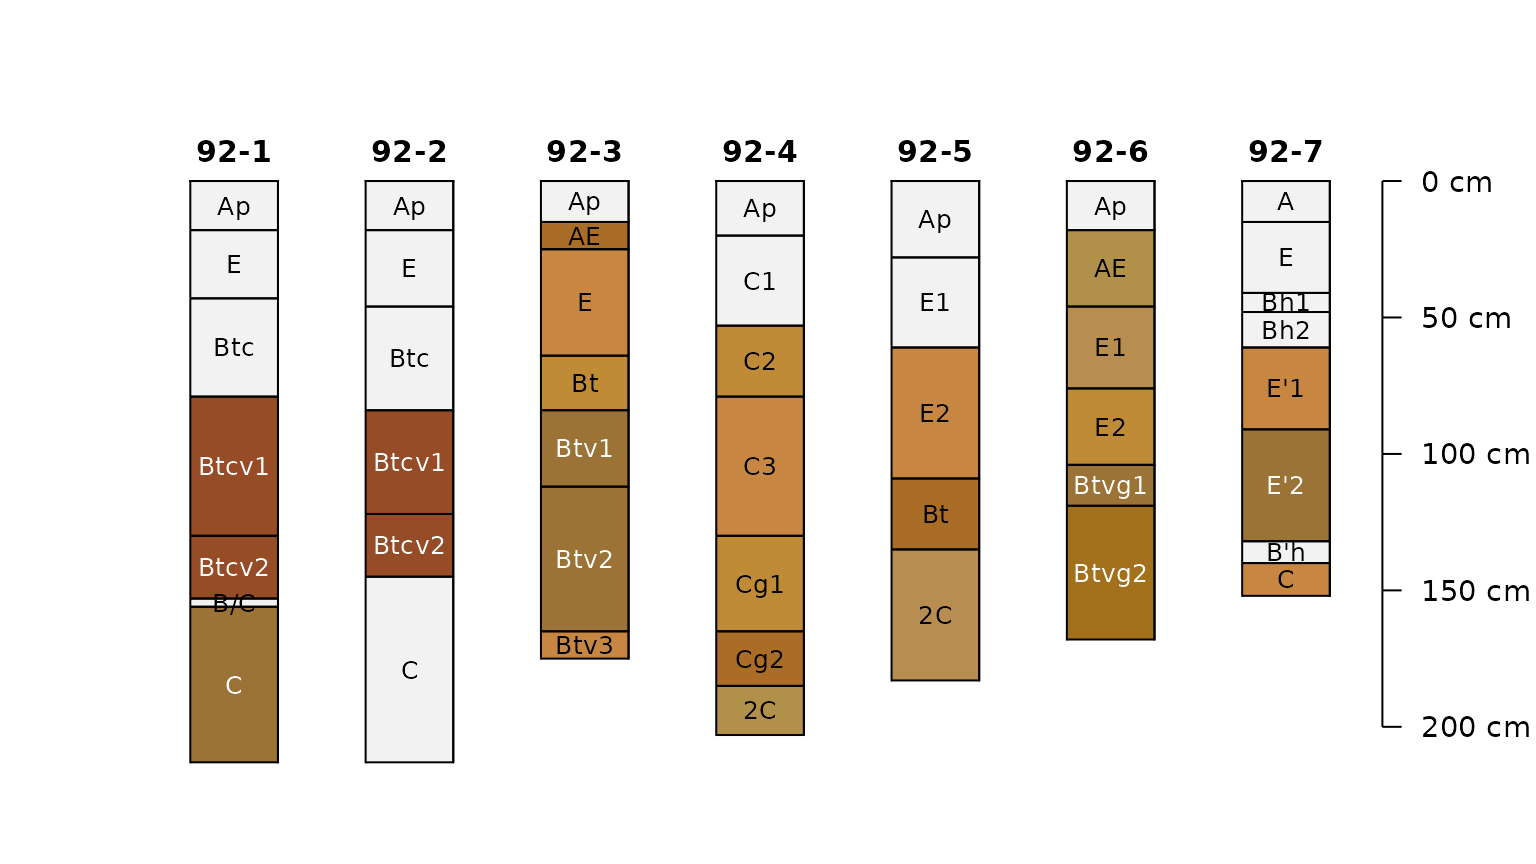 92-1
Ap
E
Btc
Btcv1
Btcv2
B/C
C
92-2
Ap
E
Btc
Btcv1
Btcv2
C
92-3
Ap
AE
E
Bt
Btv1
Btv2
Btv3
92-4
Ap
C1
C2
C3
Cg1
Cg2
2C
92-5
Ap
E1
E2
Bt
2C
92-6
Ap
AE
E1
E2
Btvg1
Btvg2
92-7
A
E
Bh1
Bh2
E'1
E'2
B'h
C
0 cm
50 cm
100 cm
150 cm
200 cm